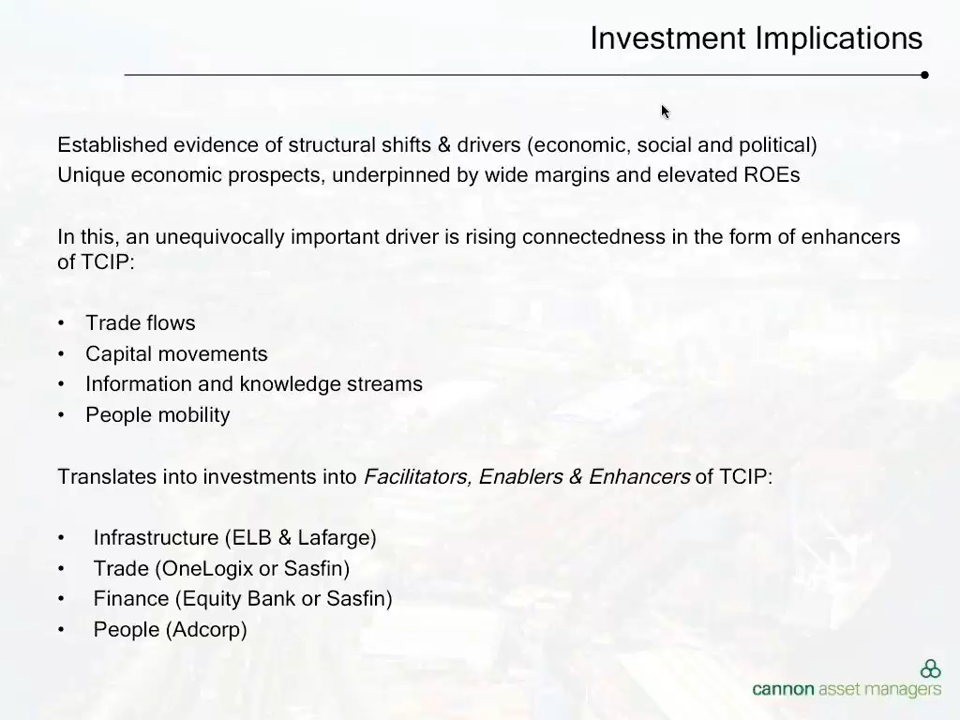 Investment Implications
Established evidence of structural shifts & drivers (economic, social and political)
Unique economic prospects, underpinned by wide margins and elevated ROEs
In this, an unequivocally important driver is rising connectedness in the form of enhancers
of TCIP:
• Trade flows
• Capital movements
• Information and knowledge streams
• People mobility
Translates into investments into Facilitators, Enablers & Enhancers of TCIP:
• Infrastructure (ELB & Lafarge)
• Trade (OneLogix or Sasfin)
• Finance (Equity Bank or Sasfin)
• People (Adcorp)
cannon asset managers